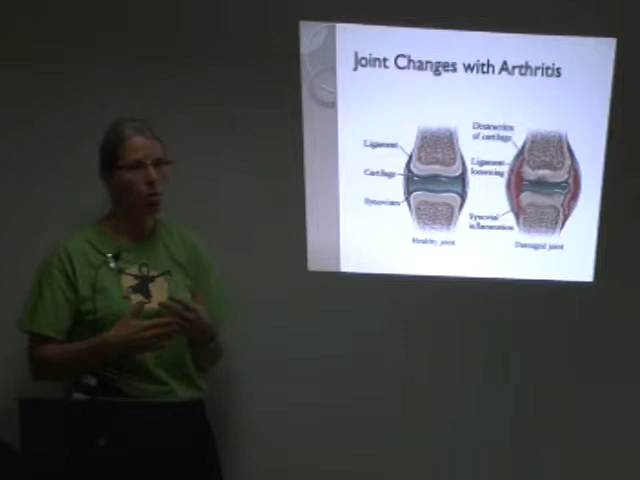 Joint Changes with Arthritis
Ligament
Cartilage
Synovium
Healthy joint
Destruction
of cartilage
Ligament
loosening
Synovial
inflammation
Damaged joint